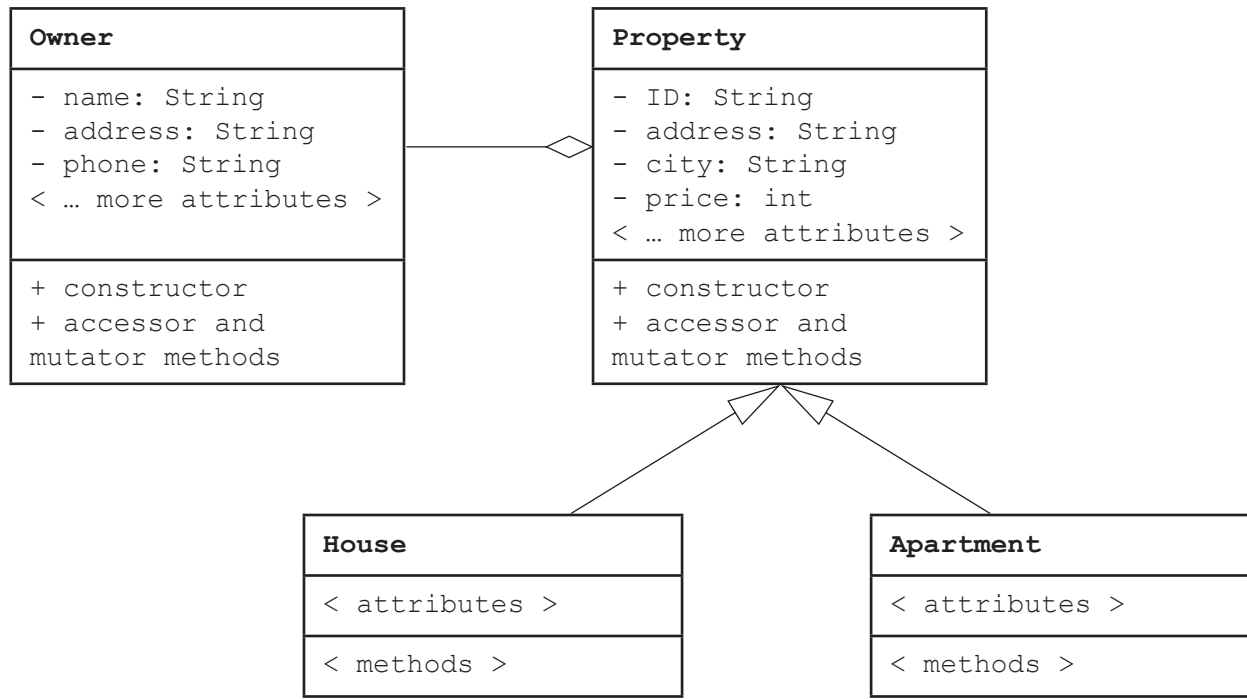 Owner
- name: String
- address: String
- phone: String
< … more attributes >
+ constructor
+ accessor and
mutator methods
Property
- ID: String
- address: String
- city: String
- price: int
< … more attributes >
+ constructor
+ accessor and
mutator methods
House
< attributes >
< methods >
Apartment
< attributes >
< methods >